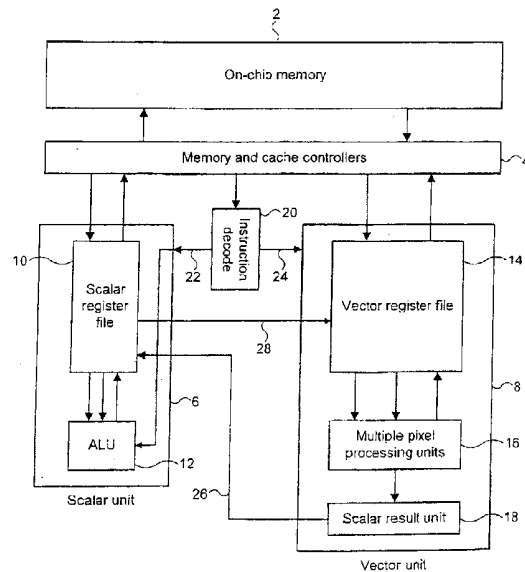 2
On-chip memory
Memory and cache controllers
4
20
Instruction
decode
10
22
24
14
Scalar
register
file
Vector register file
28
6
8
ALU
12
Multiple pixel
processing units
16
26
Scalar unit
Scalar result unit
18
Vector unit